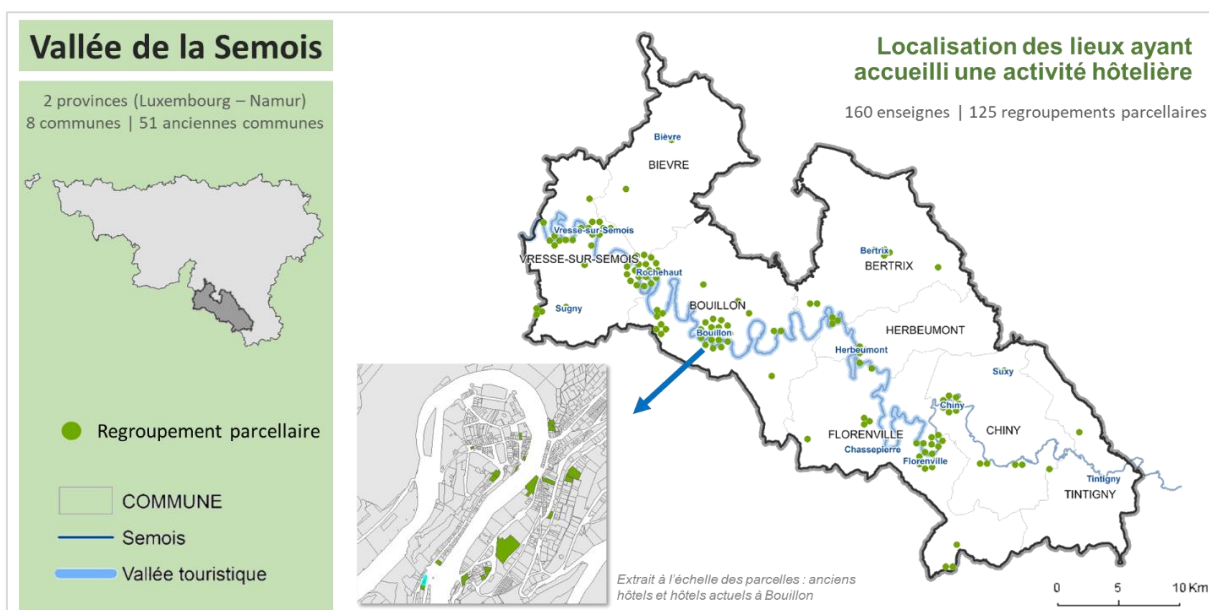 Vallée de la Semois
2 provinces (Luxembourg – Namur)
8 communes | 51 anciennes communes
Regroupement parcellaire
COMMUNE
Semois
Vallée touristique
Localisation des lieux ayant
accueilli une activité hôtelière
160 enseignes | 125 regroupements parcellaires
Bièvre
BIEVRE
Vresse-sur-Semois
VRESSE-SUR-SEMOIS
Rochehaut
Sugny
BOUILLON
Bouillon
Bertrix
BERTRIX
HERBEUMONT
Herbeumont
Suxy
Chiny
CHINY
FLORENVILLE
Chassepierre
Florenville
Tintigny
TINTIGNY
Extrait à l'échelle des parcelles : anciens
hôtels et hôtels actuels à Bouillon
0 5 10 Km